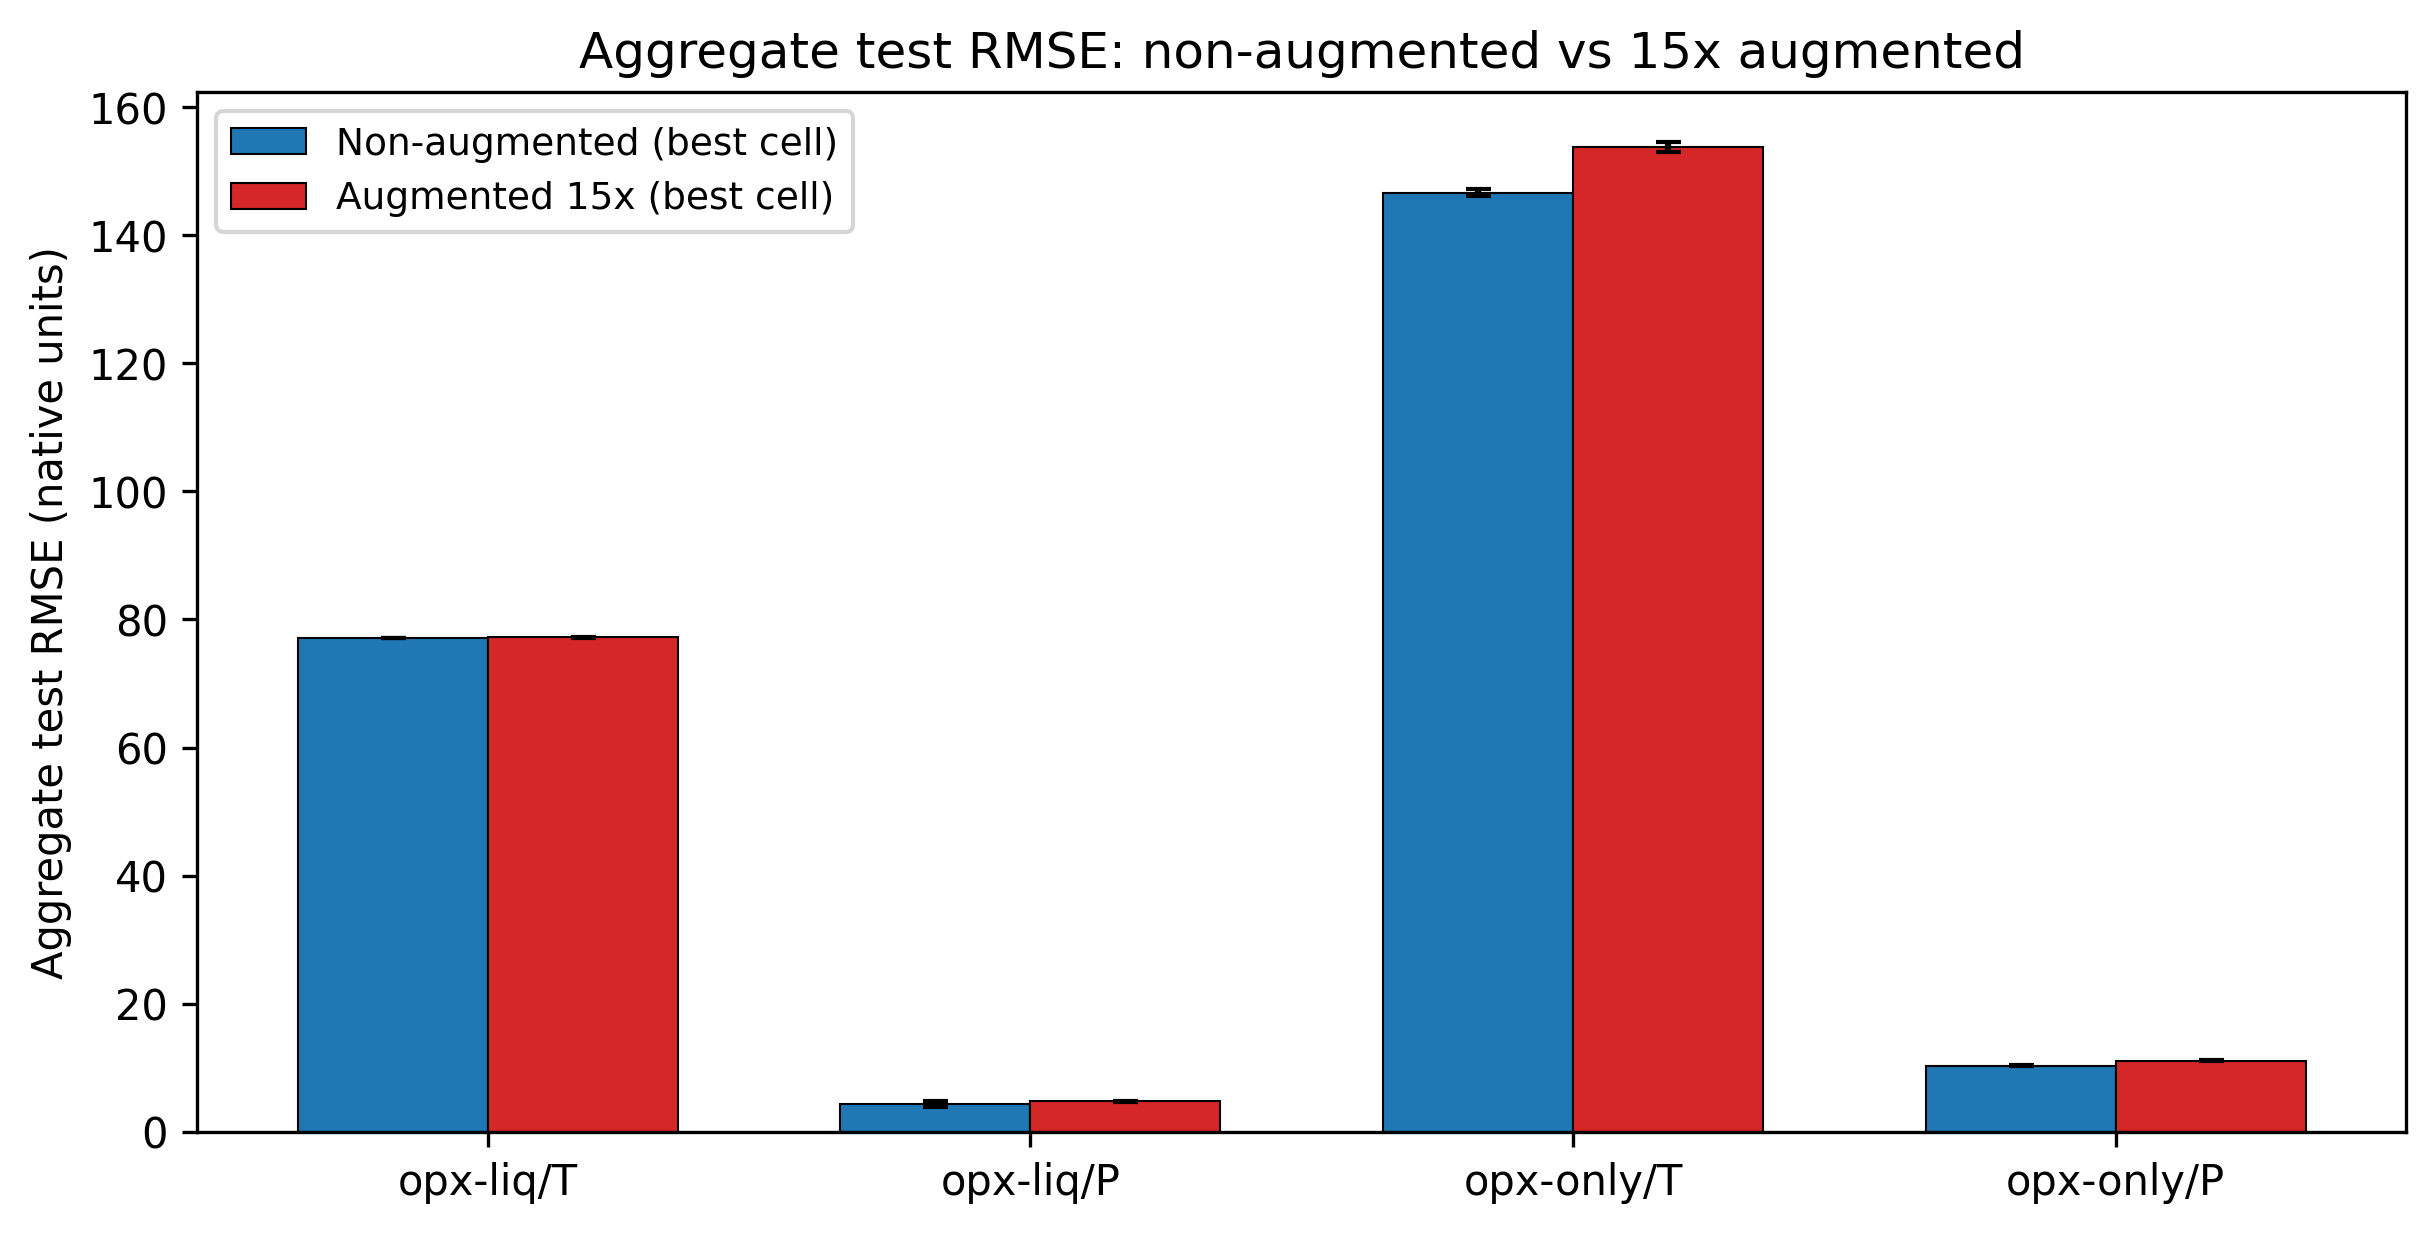 Aggregate test RMSE: non-augmented vs 15x augmented
Non-augmented (best cell)
Augmented 15x (best cell)
Aggregate test RMSE (native units)
160
140
120
100
80
60
40
20
0
opx-liq/T
opx-liq/P
opx-only/T
opx-only/P